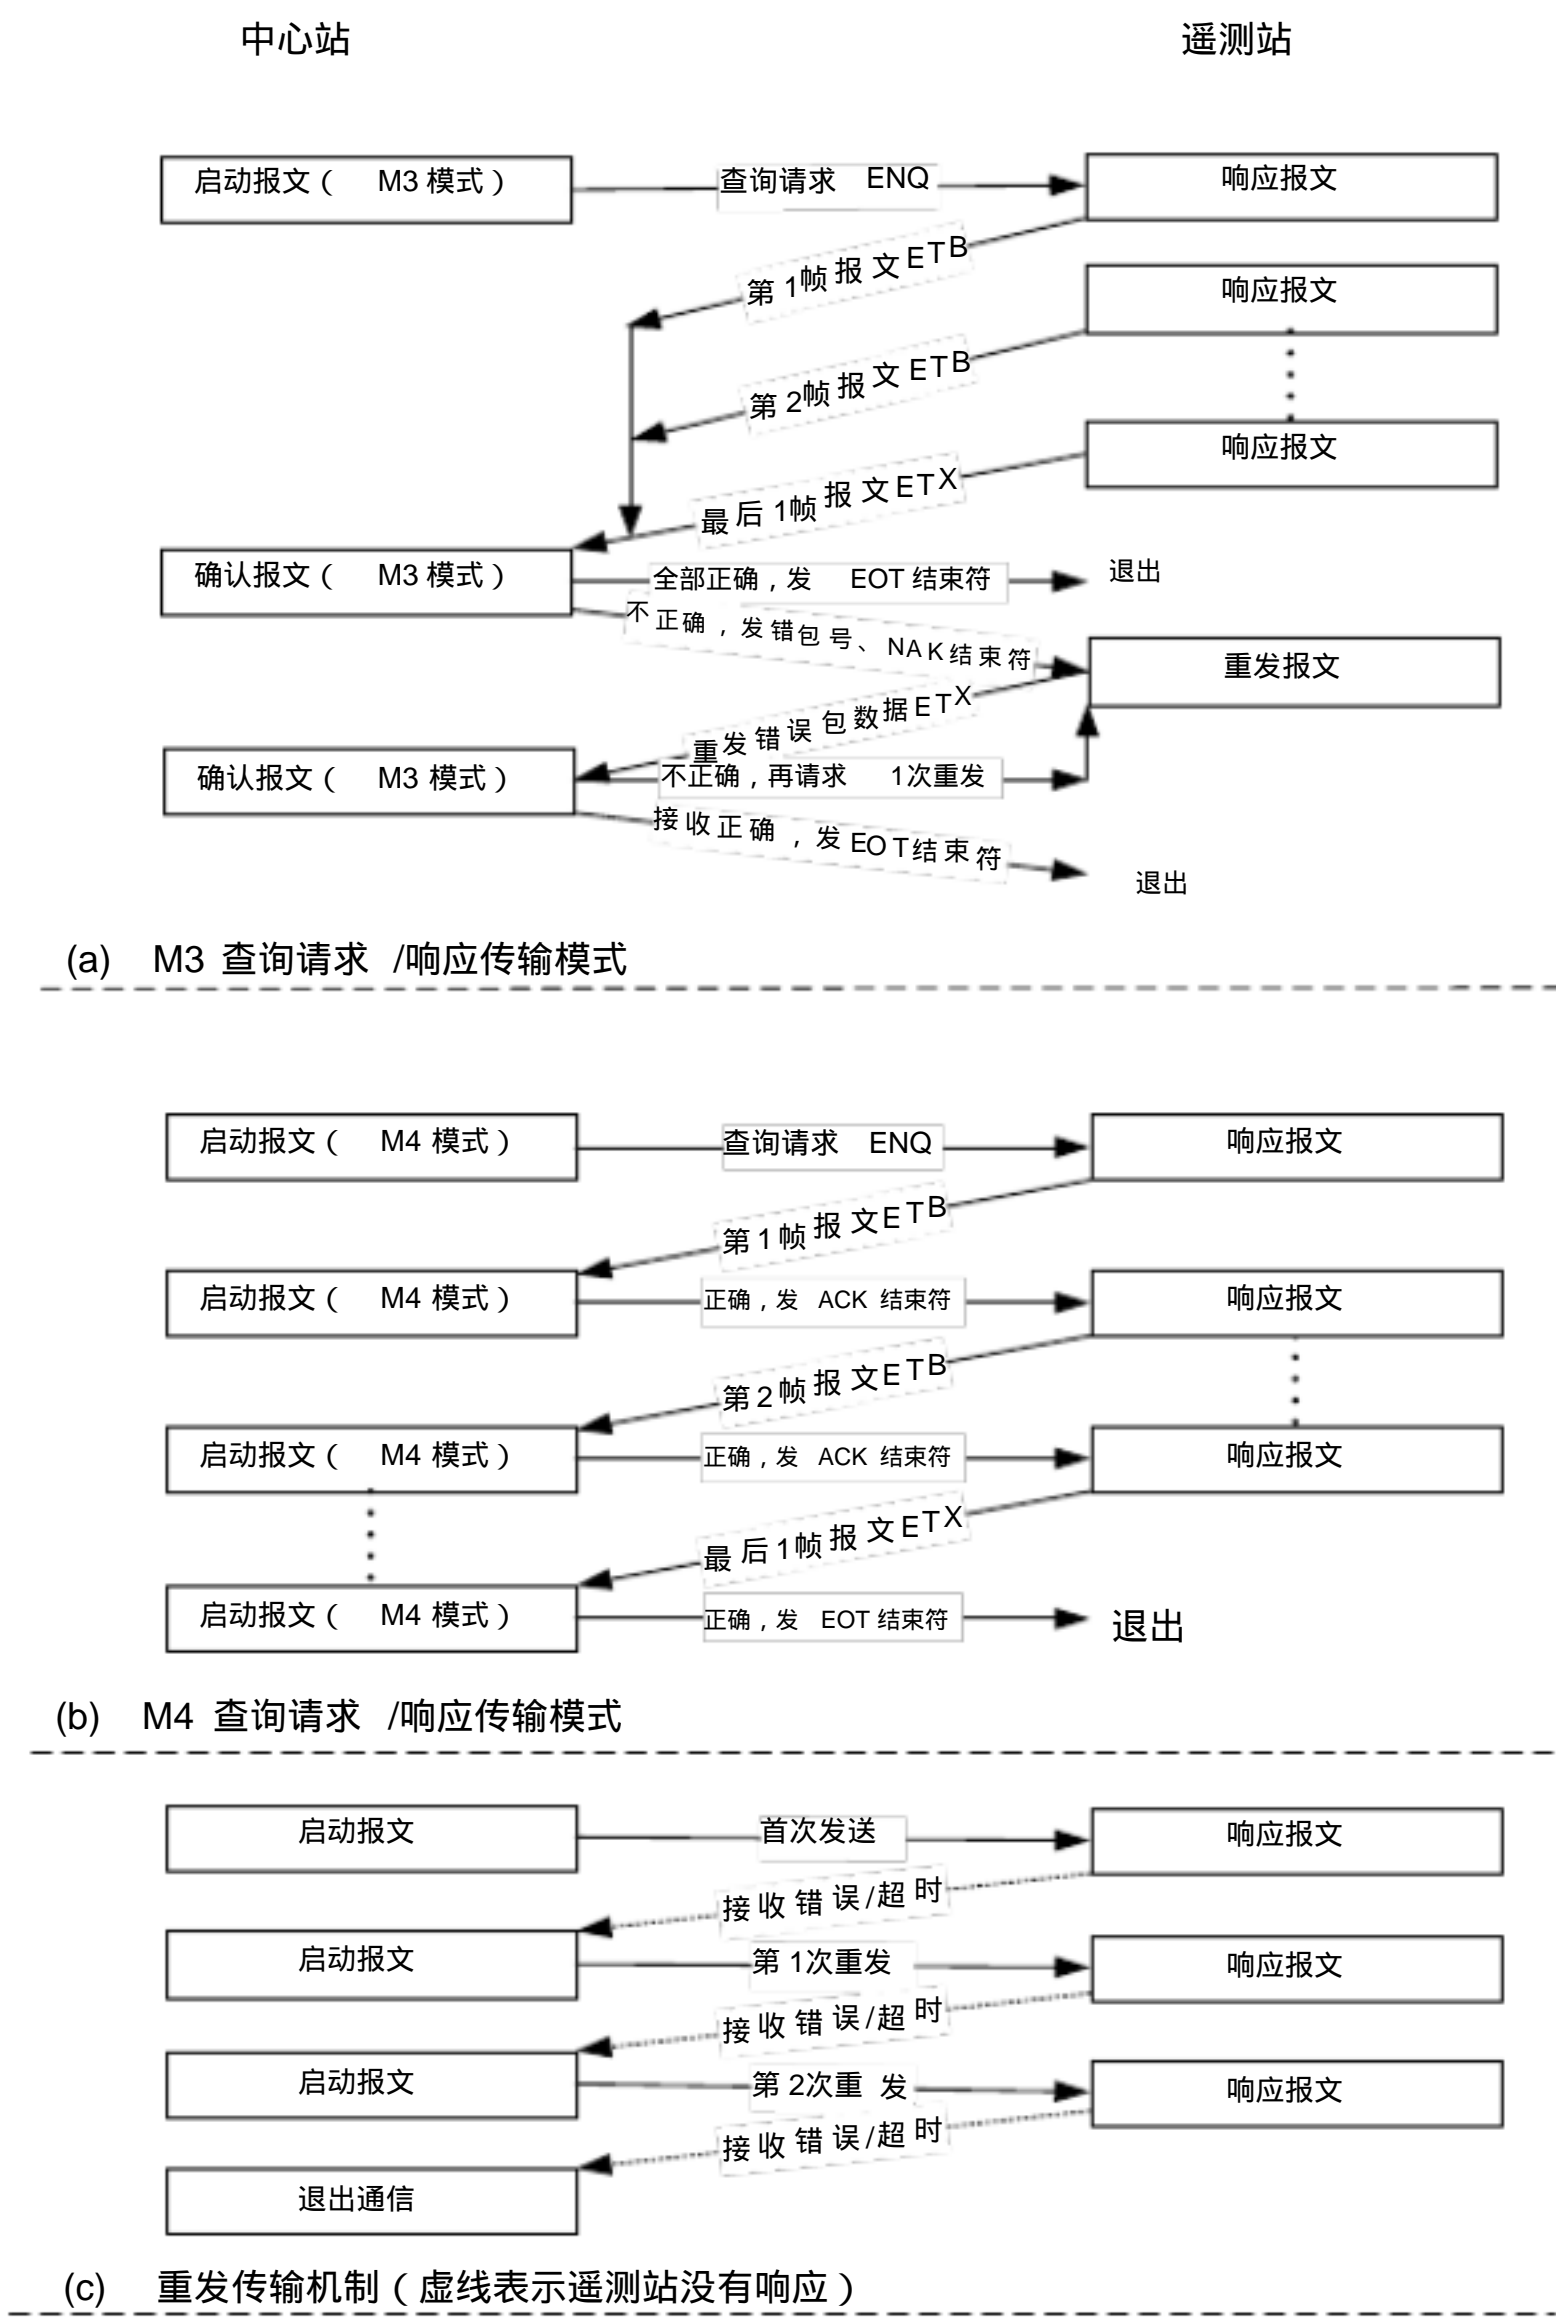 中心站 遥测站
启动报文（ M3 模式） 查询请求 ENQ 响应报文
第 1帧 报 文 ETB
响应报文
第 2帧 报 文 ETB
响应报文
最 后 1帧 报 文 ETX
确认报文（ M3 模式） 全部正确，发 EOT 结束符 退出
不 正 确 ，发 错 包 号 、 NAK 结 束 符
重发报文
重 发 错 误 包 数 据 ETX
确认报文（ M3 模式） 不正确，再请求 1次重发
接 收 正 确 ，发 EOT 结 束 符
退出
(a) M3 查询请求 /响应传输模式
启动报文（ M4 模式） 查询请求 ENQ 响应报文
第 1 帧 报 文 ETB
启动报文（ M4 模式） 正确，发 ACK 结束符 响应报文
第 2 帧 报 文 ETB
启动报文（ M4 模式） 正确，发 ACK 结束符 响应报文
最 后 1帧 报 文 ETX
启动报文（ M4 模式） 正确，发 EOT 结束符 退出
(b) M4 查询请求 /响应传输模式
启动报文 首次发送 响应报文
接 收 错 误 /超 时
启动报文 第 1次重发 响应报文
接 收 错 误 /超 时
启动报文 第 2次重 发 响应报文
接 收 错 误 /超 时
退出通信
(c) 重发传输机制（虚线表示遥测站没有响应）